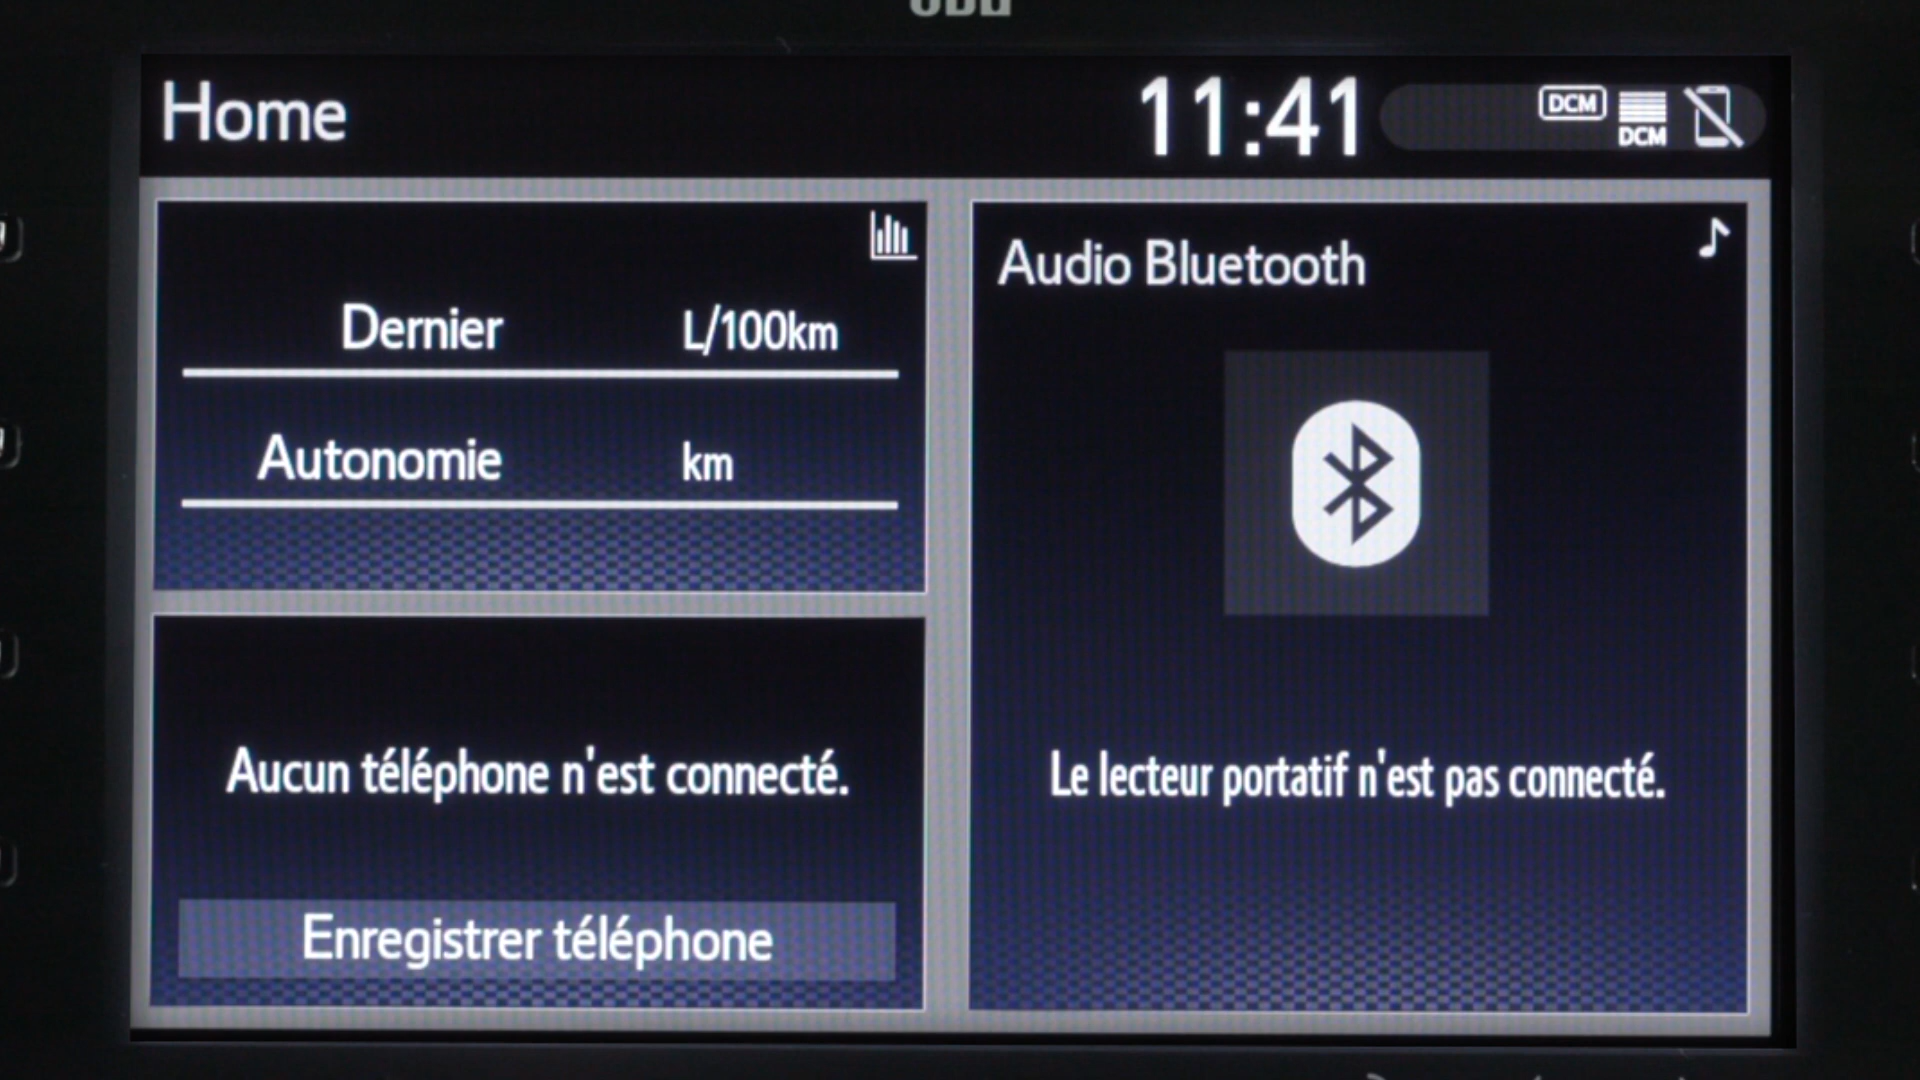 Home
11:41
DCM
DCM
Dernier L/100km
Autonomie km
Audio Bluetooth
Aucun téléphone n'est connecté.
Le lecteur portatif n'est pas connecté.
Enregistrer téléphone